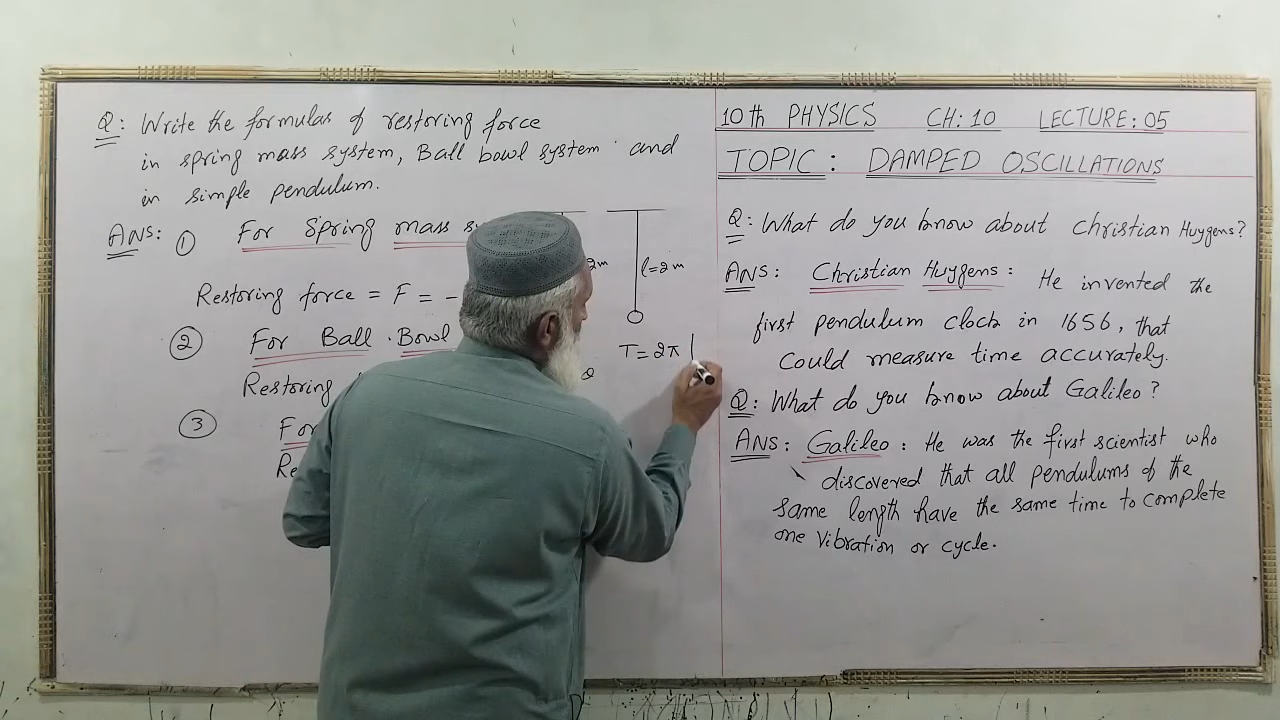 Q: Write the formulas of restoring force
in spring mass system, Ball bowl system and
in simple pendulum.
ANS: 1 For Spring mass
Restoring force = F = -
2 For Ball Bowl
Restoring
3 For
Re
2m
l=2m
T=2π
10th PHYSICS CH:10 LECTURE:05
TOPIC: DAMPED OSCILLATIONS
Q: What do you know about Christian Huygens?
ANS: Christian Huygens: He invented the
first pendulum clock in 1656, that
could measure time accurately.
Q: What do you know about Galileo?
ANS: Galileo: He was the first scientist who
discovered that all pendulums of the
same length have the same time to complete
one vibration or cycle.